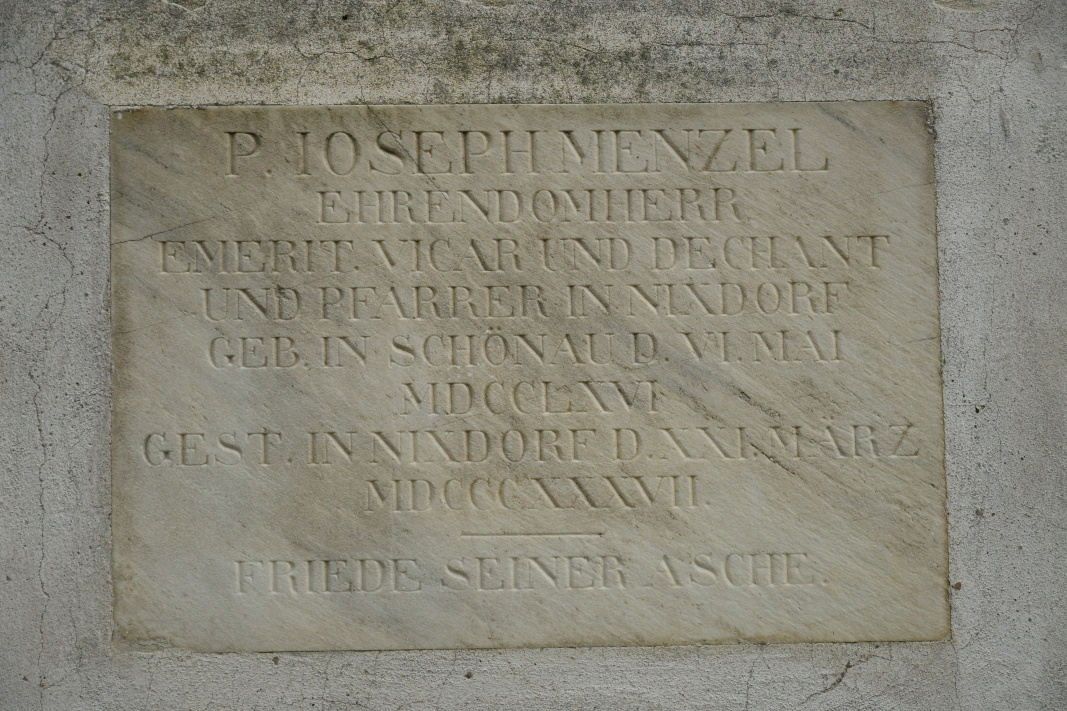 P. IOSEPH MENZEL
EHRENDOMHERR,
EMERIT. VICAR UND DECHANT
UND PFARRER IN NIXDORF
GEB. IN SCHÖNAU D. VI. MAI
MDCCLXVI
GEST. IN NIXDORF D. XXI. MÄRZ
MDCCCXXXVII.
FRIEDE SEINER ASCHE.